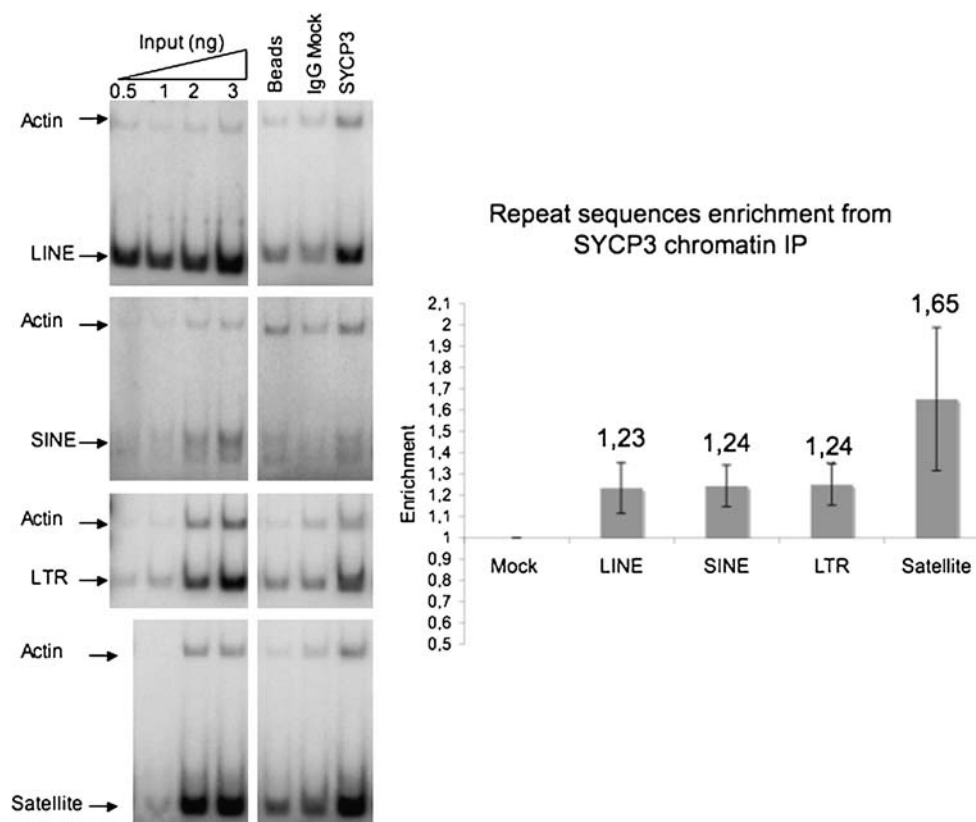 Input (ng)
0.5 1 2 3
Beads
IgG Mock
SYCP3
Actin
LINE
Actin
SINE
Actin
LTR
Actin
Satellite
Repeat sequences enrichment from
SYCP3 chromatin IP
Enrichment
2,1
2
1,9
1,8
1,7
1,6
1,5
1,4
1,3
1,2
1,1
1
0,9
0,8
0,7
0,6
0,5
1,23
1,24
1,24
1,65
Mock LINE SINE LTR Satellite